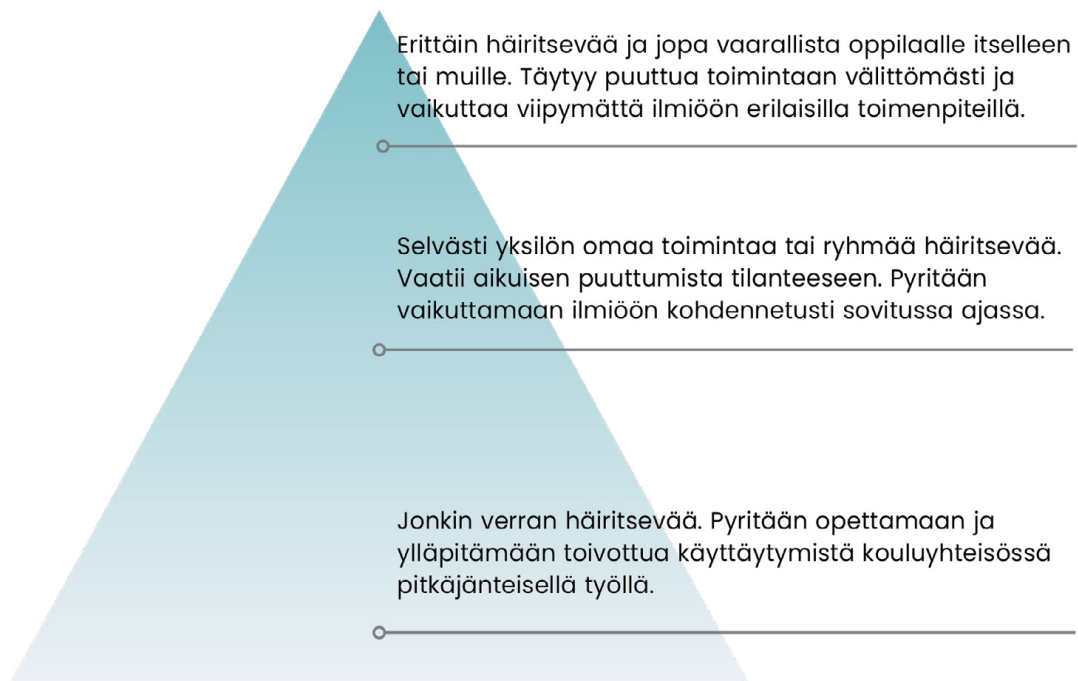 Erittäin häiritsevää ja jopa vaarallista oppilaalle itselleen
tai muille. Täytyy puuttua toimintaan välittömästi ja
vaikuttaa viipymättä ilmiöön erilaisilla toimenpiteillä.
Selvästi yksilön omaa toimintaa tai ryhmää häiritsevää.
Vaatii aikuisen puuttumista tilanteeseen. Pyritään
vaikuttamaan ilmiöön kohdennetusti sovitussa ajassa.
Jonkin verran häiritsevää. Pyritään opettamaan ja
ylläpitämään toivottua käyttäytymistä kouluyhteisössä
pitkäjänteisellä työllä.